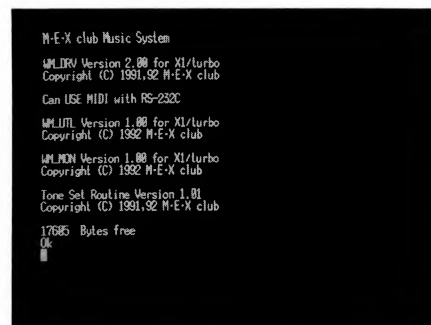 M·E·X club Music System
WM_DRV Version 2.00 for X1/turbo
Copyright (C) 1991,92 M·E·X club
Can USE MIDI with RS-232C
WM_UTL Version 1.00 for X1/turbo
Copyright (C) 1992 M·E·X club
WM_MON Version 1.00 for X1/turbo
Copyright (C) 1992 M·E·X club
Tone Set Routine Version 1.01
Copyright (C) 1991,92 M·E·X club
17605 Bytes free
Ok